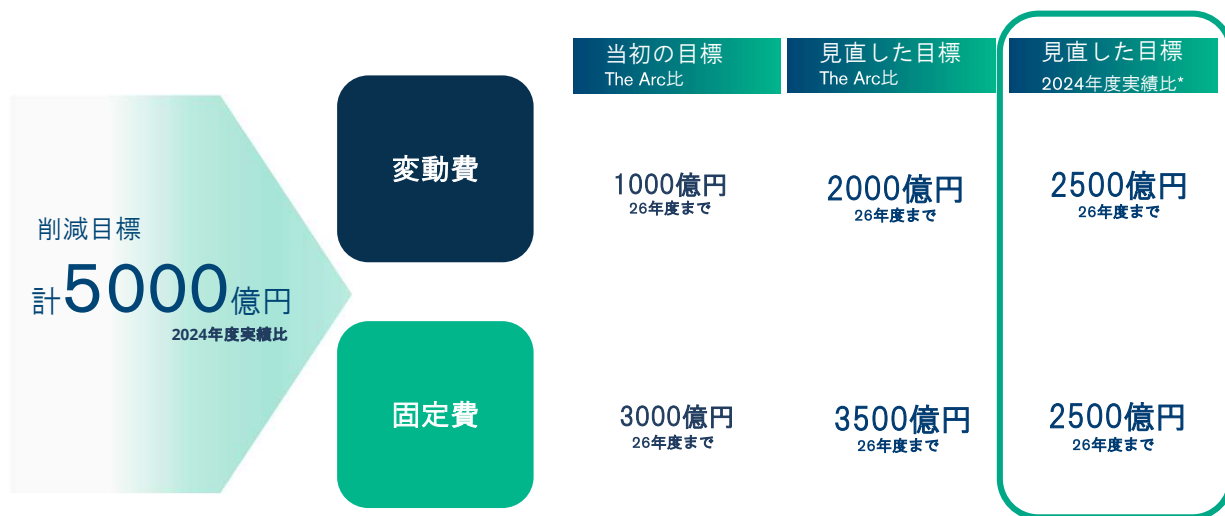 当初の目標
The Arc比
見直した目標
The Arc比
見直した目標
2024年度実績比*
変動費
1000億円
26年度まで
2000億円
26年度まで
2500億円
26年度まで
削減目標
計5000億円
2024年度実績比
固定費
3000億円
26年度まで
3500億円
26年度まで
2500億円
26年度まで